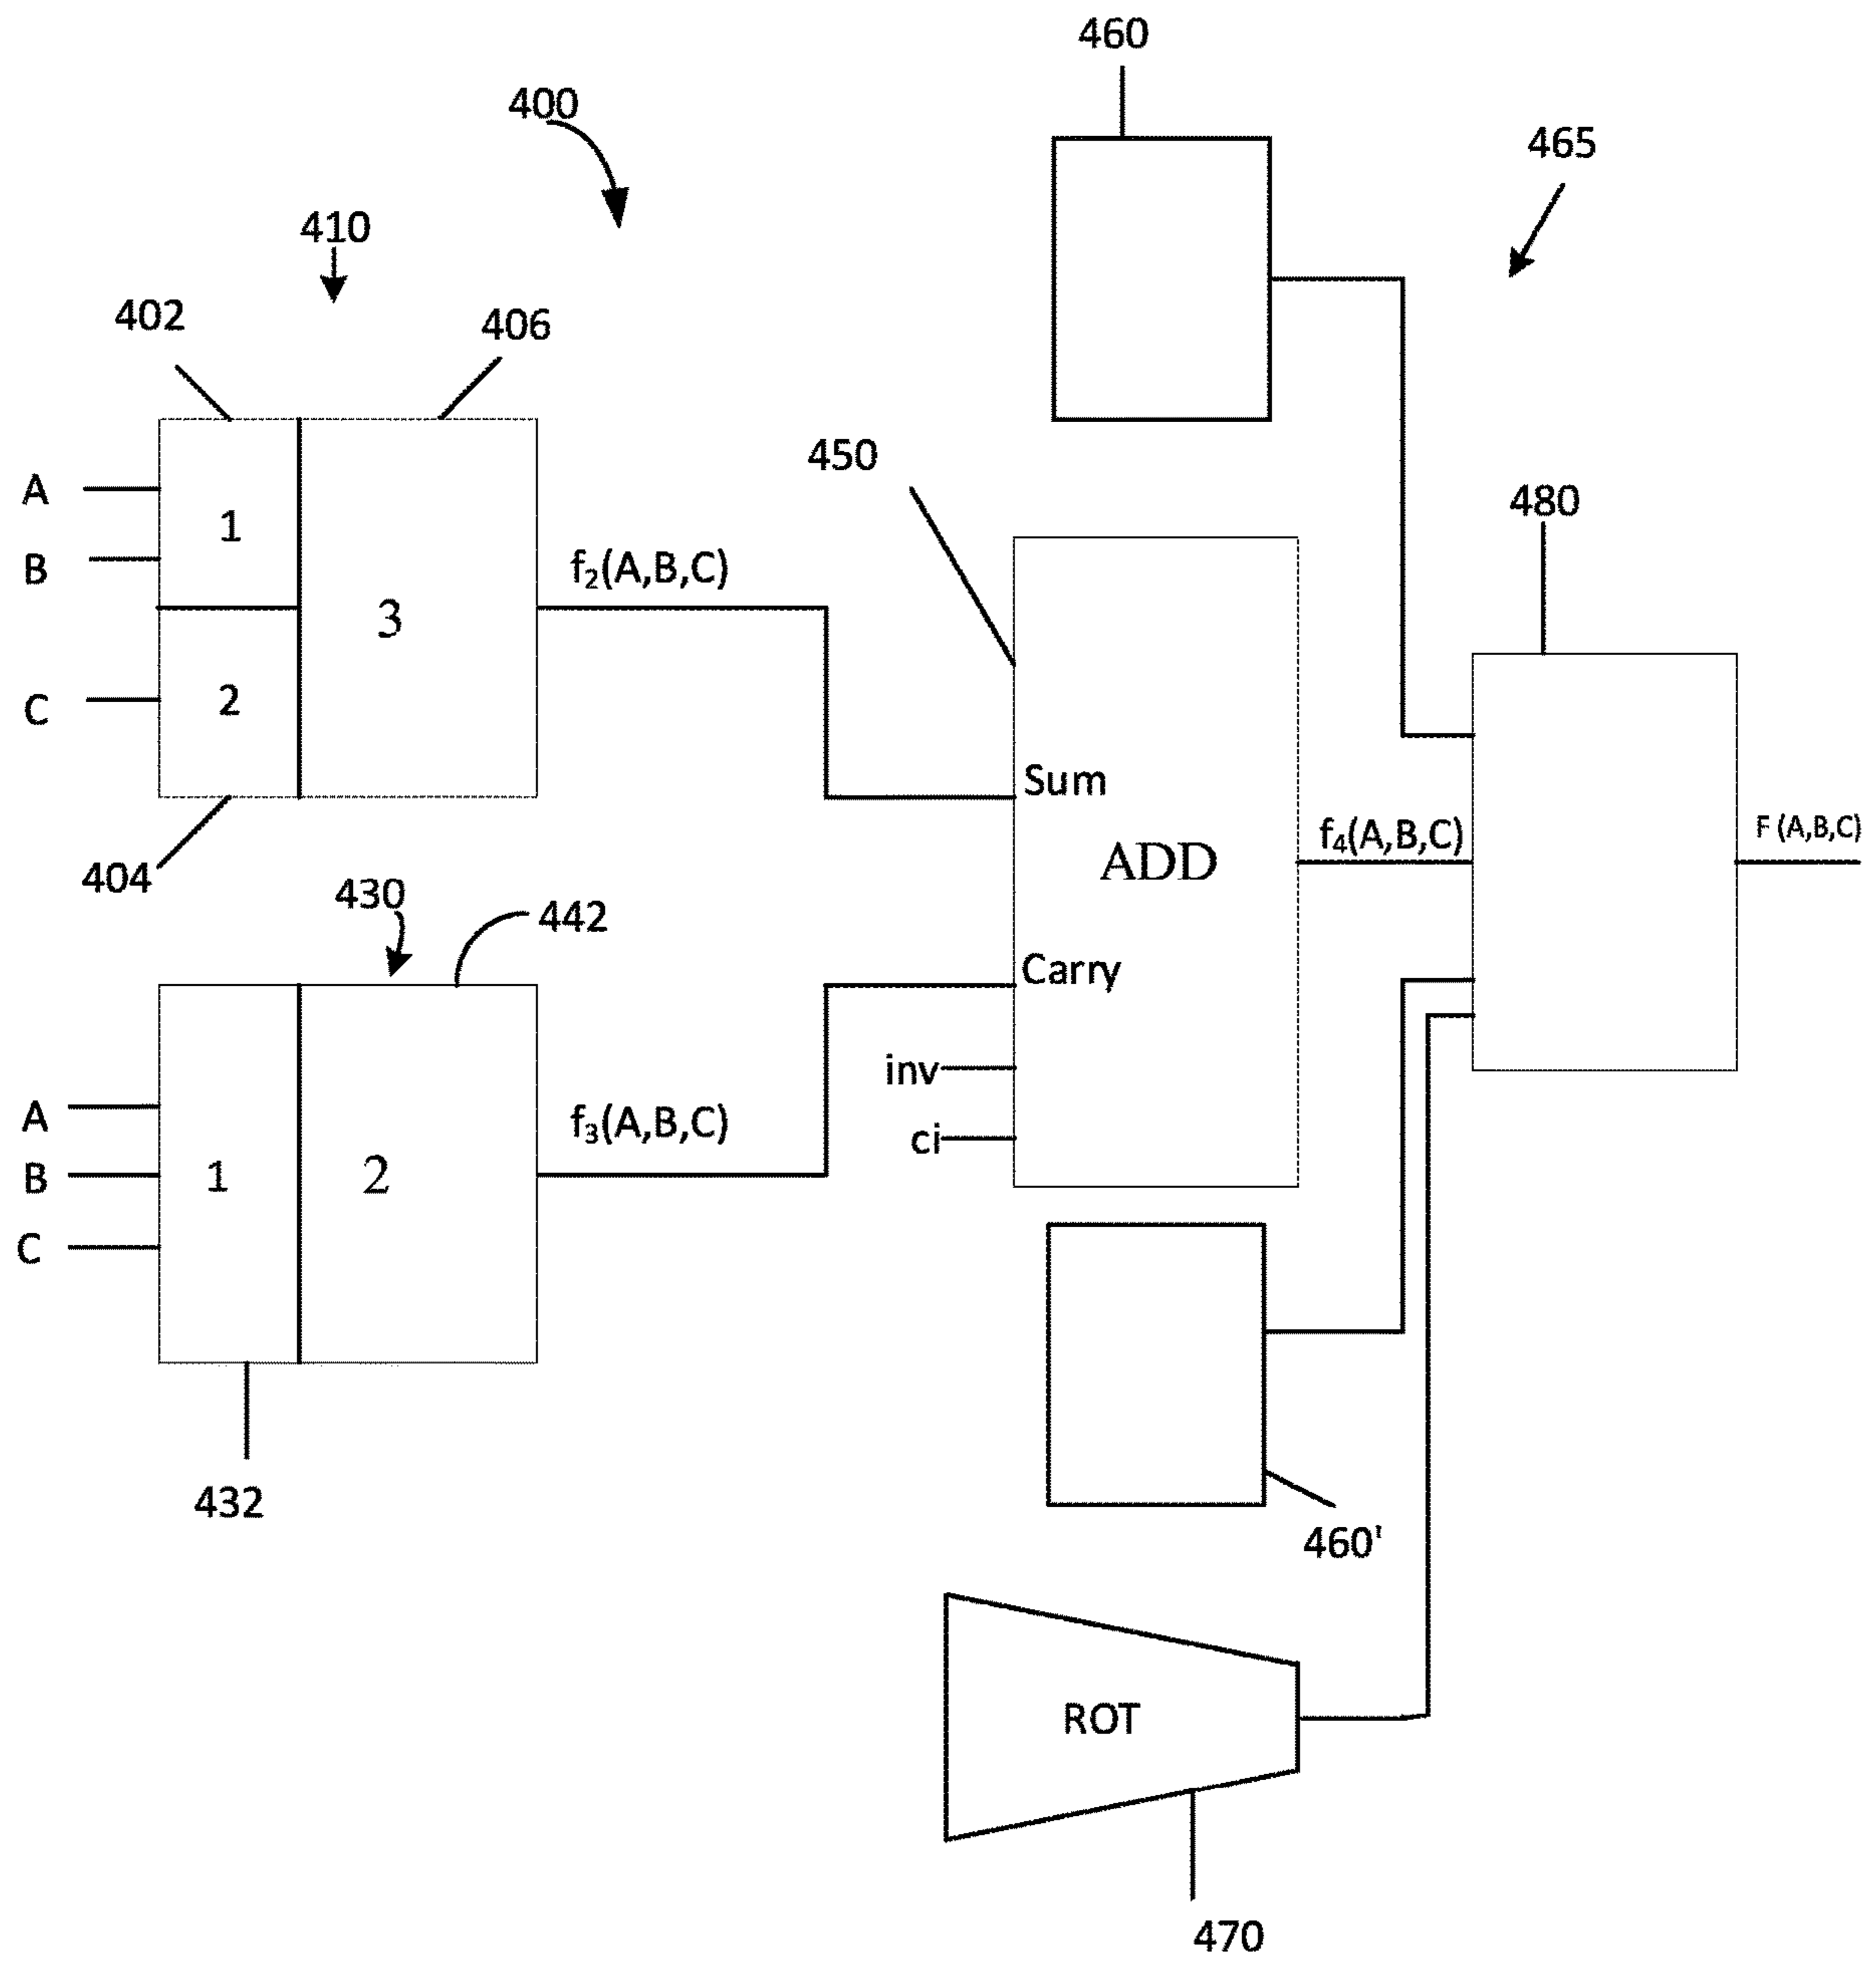 460
400
465
410
402
406
450
480
A
1
B
f₂(A,B,C)
3
C
2
Sum
f₄(A,B,C)
F (A,B,C)
ADD
404
430
442
Carry
inv
A
f₃(A,B,C)
ci
B
1
2
C
432
460'
ROT
470